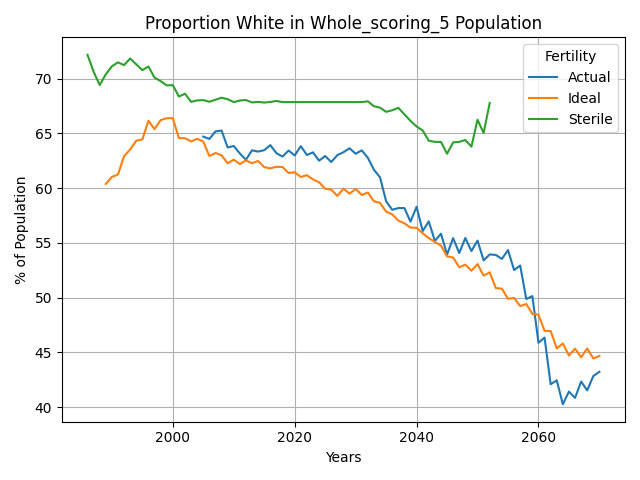 Proportion White in Whole_scoring_5 Population
Fertility
Actual
Ideal
Sterile
% of Population
70
65
60
55
50
45
40
2000
2020
2040
2060
Years